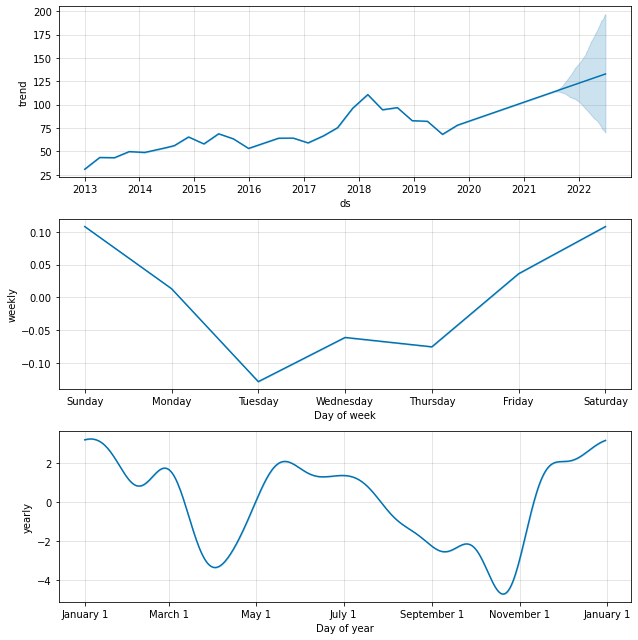 200
175
150
125
100
75
50
25
trend
2013 2014 2015 2016 2017 2018 2019 2020 2021 2022
ds
0.10
0.05
0.00
−0.05
−0.10
weekly
Sunday Monday Tuesday Wednesday Thursday Friday Saturday
Day of week
2
0
−2
−4
yearly
January 1 March 1 May 1 July 1 September 1 November 1 January 1
Day of year